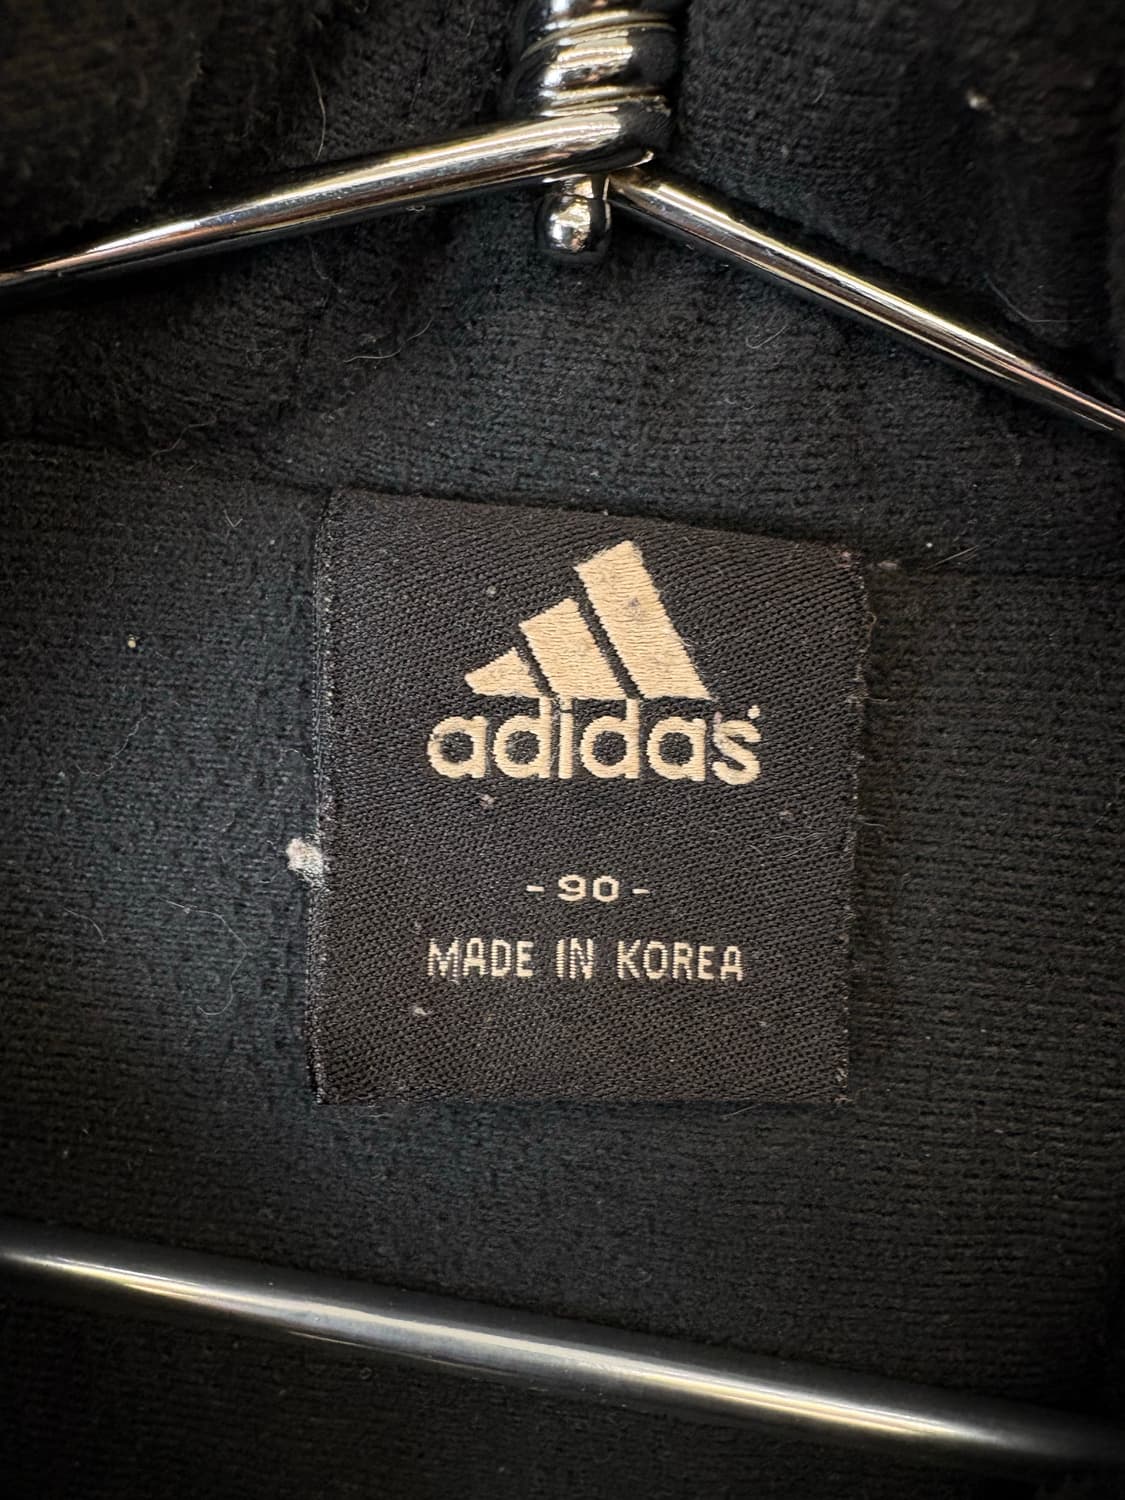 adidas
-90-
MADE IN KOREA